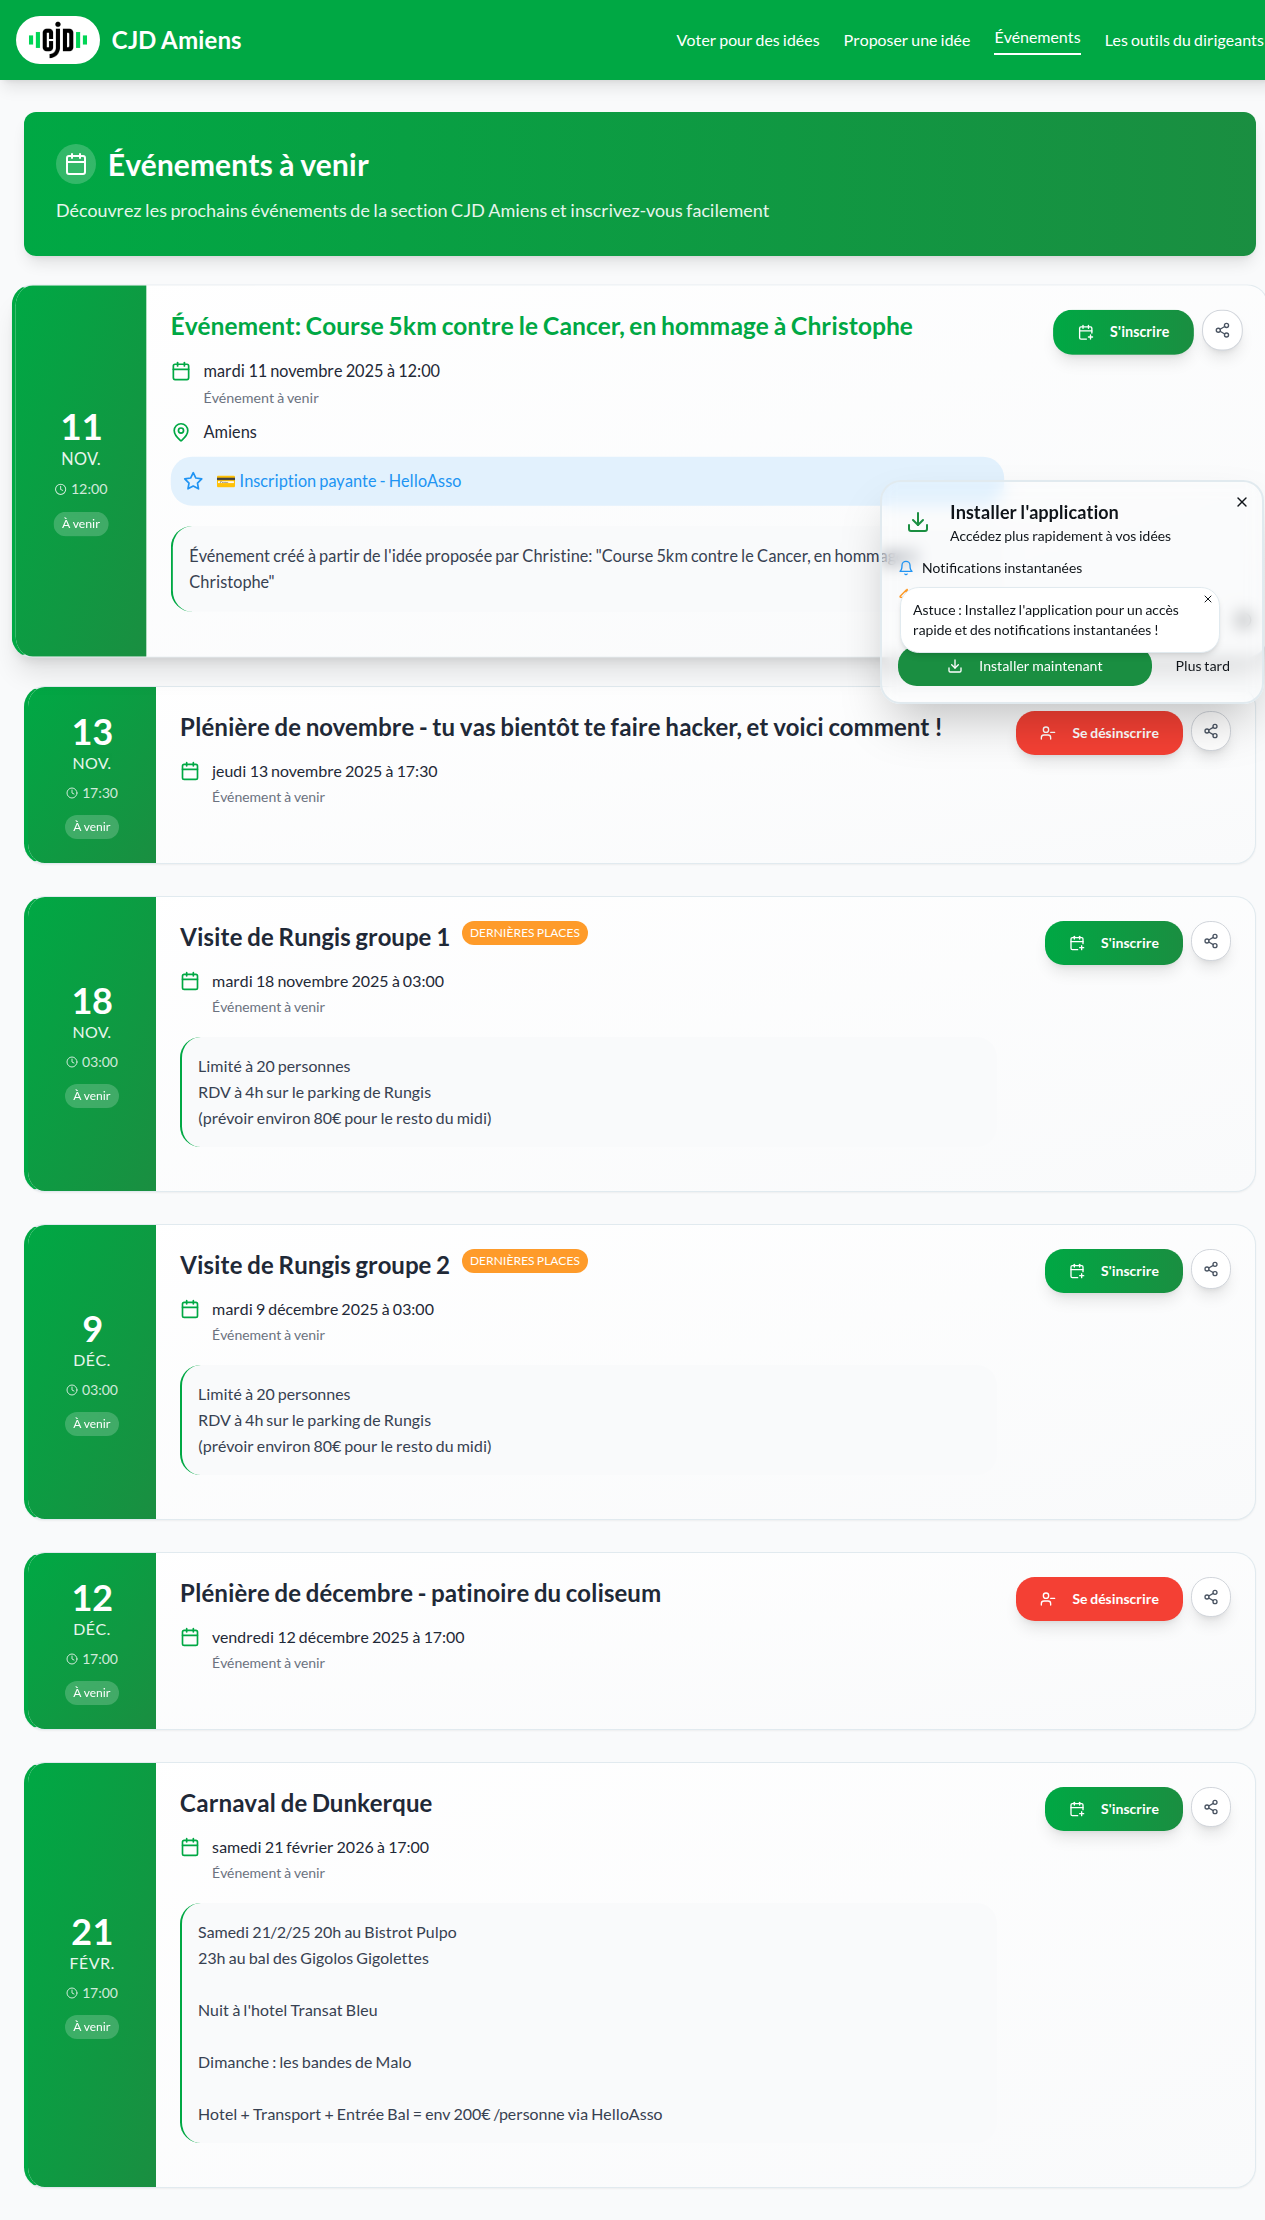 cjd
CJD Amiens
Voter pour des idées
Proposer une idée
Événements
Les outils du dirigeants
Événements à venir
Découvrez les prochains événements de la section CJD Amiens et inscrivez-vous facilement
11
NOV.
12:00
À venir
Événement: Course 5km contre le Cancer, en hommage à Christophe
S'inscrire
mardi 11 novembre 2025 à 12:00
Événement à venir
Amiens
💳 Inscription payante - HelloAsso
Événement créé à partir de l'idée proposée par Christine: "Course 5km contre le Cancer, en
Christophe"
Installer l'application
Accédez plus rapidement à vos idées
Notifications instantanées
Astuce : Installez l'application pour un accès
rapide et des notifications instantanées !
Installer maintenant
Plus tard
13
NOV.
17:30
À venir
Plénière de novembre - tu vas bientôt te faire hacker, et voici comment !
Se désinscrire
jeudi 13 novembre 2025 à 17:30
Événement à venir
18
NOV.
03:00
À venir
Visite de Rungis groupe 1
DERNIÈRES PLACES
S'inscrire
mardi 18 novembre 2025 à 03:00
Événement à venir
Limité à 20 personnes
RDV à 4h sur le parking de Rungis
(prévoir environ 80€ pour le resto du midi)
9
DÉC.
03:00
À venir
Visite de Rungis groupe 2
DERNIÈRES PLACES
S'inscrire
mardi 9 décembre 2025 à 03:00
Événement à venir
Limité à 20 personnes
RDV à 4h sur le parking de Rungis
(prévoir environ 80€ pour le resto du midi)
12
DÉC.
17:00
À venir
Plénière de décembre - patinoire du coliseum
Se désinscrire
vendredi 12 décembre 2025 à 17:00
Événement à venir
21
FÉVR.
17:00
À venir
Carnaval de Dunkerque
S'inscrire
samedi 21 février 2026 à 17:00
Événement à venir
Samedi 21/2/25 20h au Bistrot Pulpo
23h au bal des Gigolos Gigolettes
Nuit à l'hotel Transat Bleu
Dimanche : les bandes de Malo
Hotel + Transport + Entrée Bal = env 200€ /personne via HelloAsso